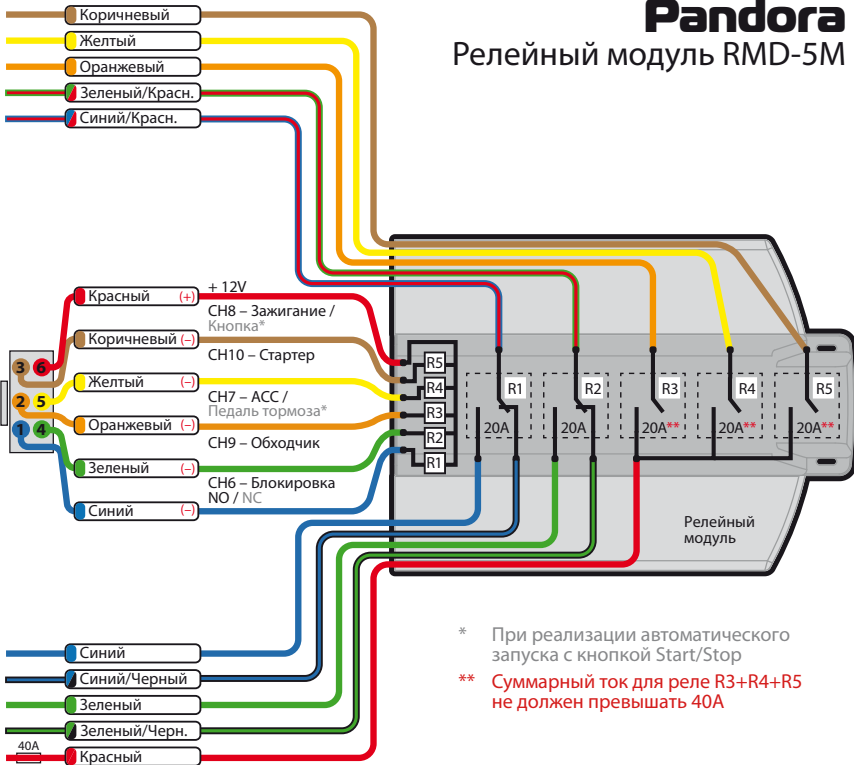 Pandora
Релейный модуль RMD-5M
Коричневый
Желтый
Оранжевый
Зеленый/Красн.
Синий/Красн.
Красный (+)
+ 12V
CH8 – Зажигание /
Кнопка*
Коричневый (–)
CH10 – Стартер
Желтый (–)
CH7 – ACC /
Педаль тормоза*
Оранжевый (–)
CH9 – Обходчик
Зеленый (–)
CH6 – Блокировка
NO / NC
Синий (–)
3 6
2 5
1 4
R5
R4
R3
R2
R1
R1
R2
R3
R4
R5
20A
20A
20A**
20A**
20A**
Релейный
модуль
Синий
Синий/Черный
Зеленый
Зеленый/Черн.
40A
Красный
* При реализации автоматического
запуска с кнопкой Start/Stop
** Суммарный ток для реле R3+R4+R5
не должен превышать 40А